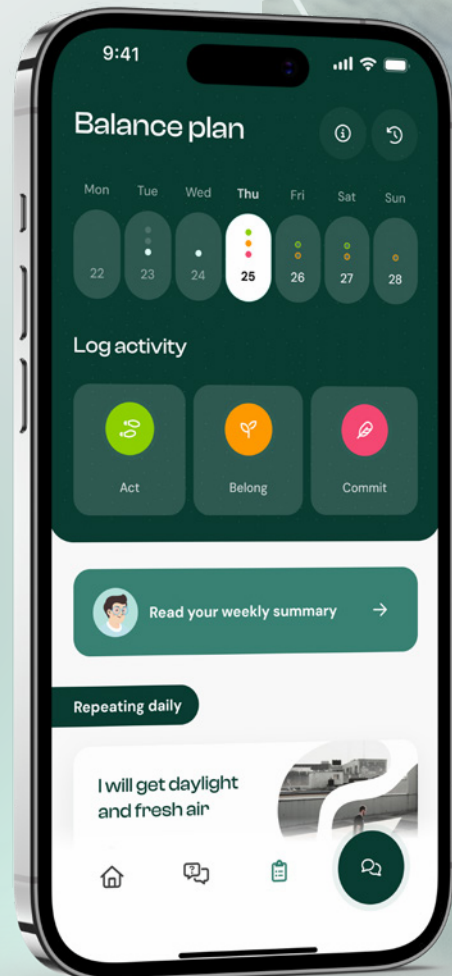 9:41
Balance plan
Mon Tue Wed Thu Fri Sat Sun
22 23 24 25 26 27 28
Log activity
Act Belong Commit
Read your weekly summary
Repeating daily
I will get daylight
and fresh air